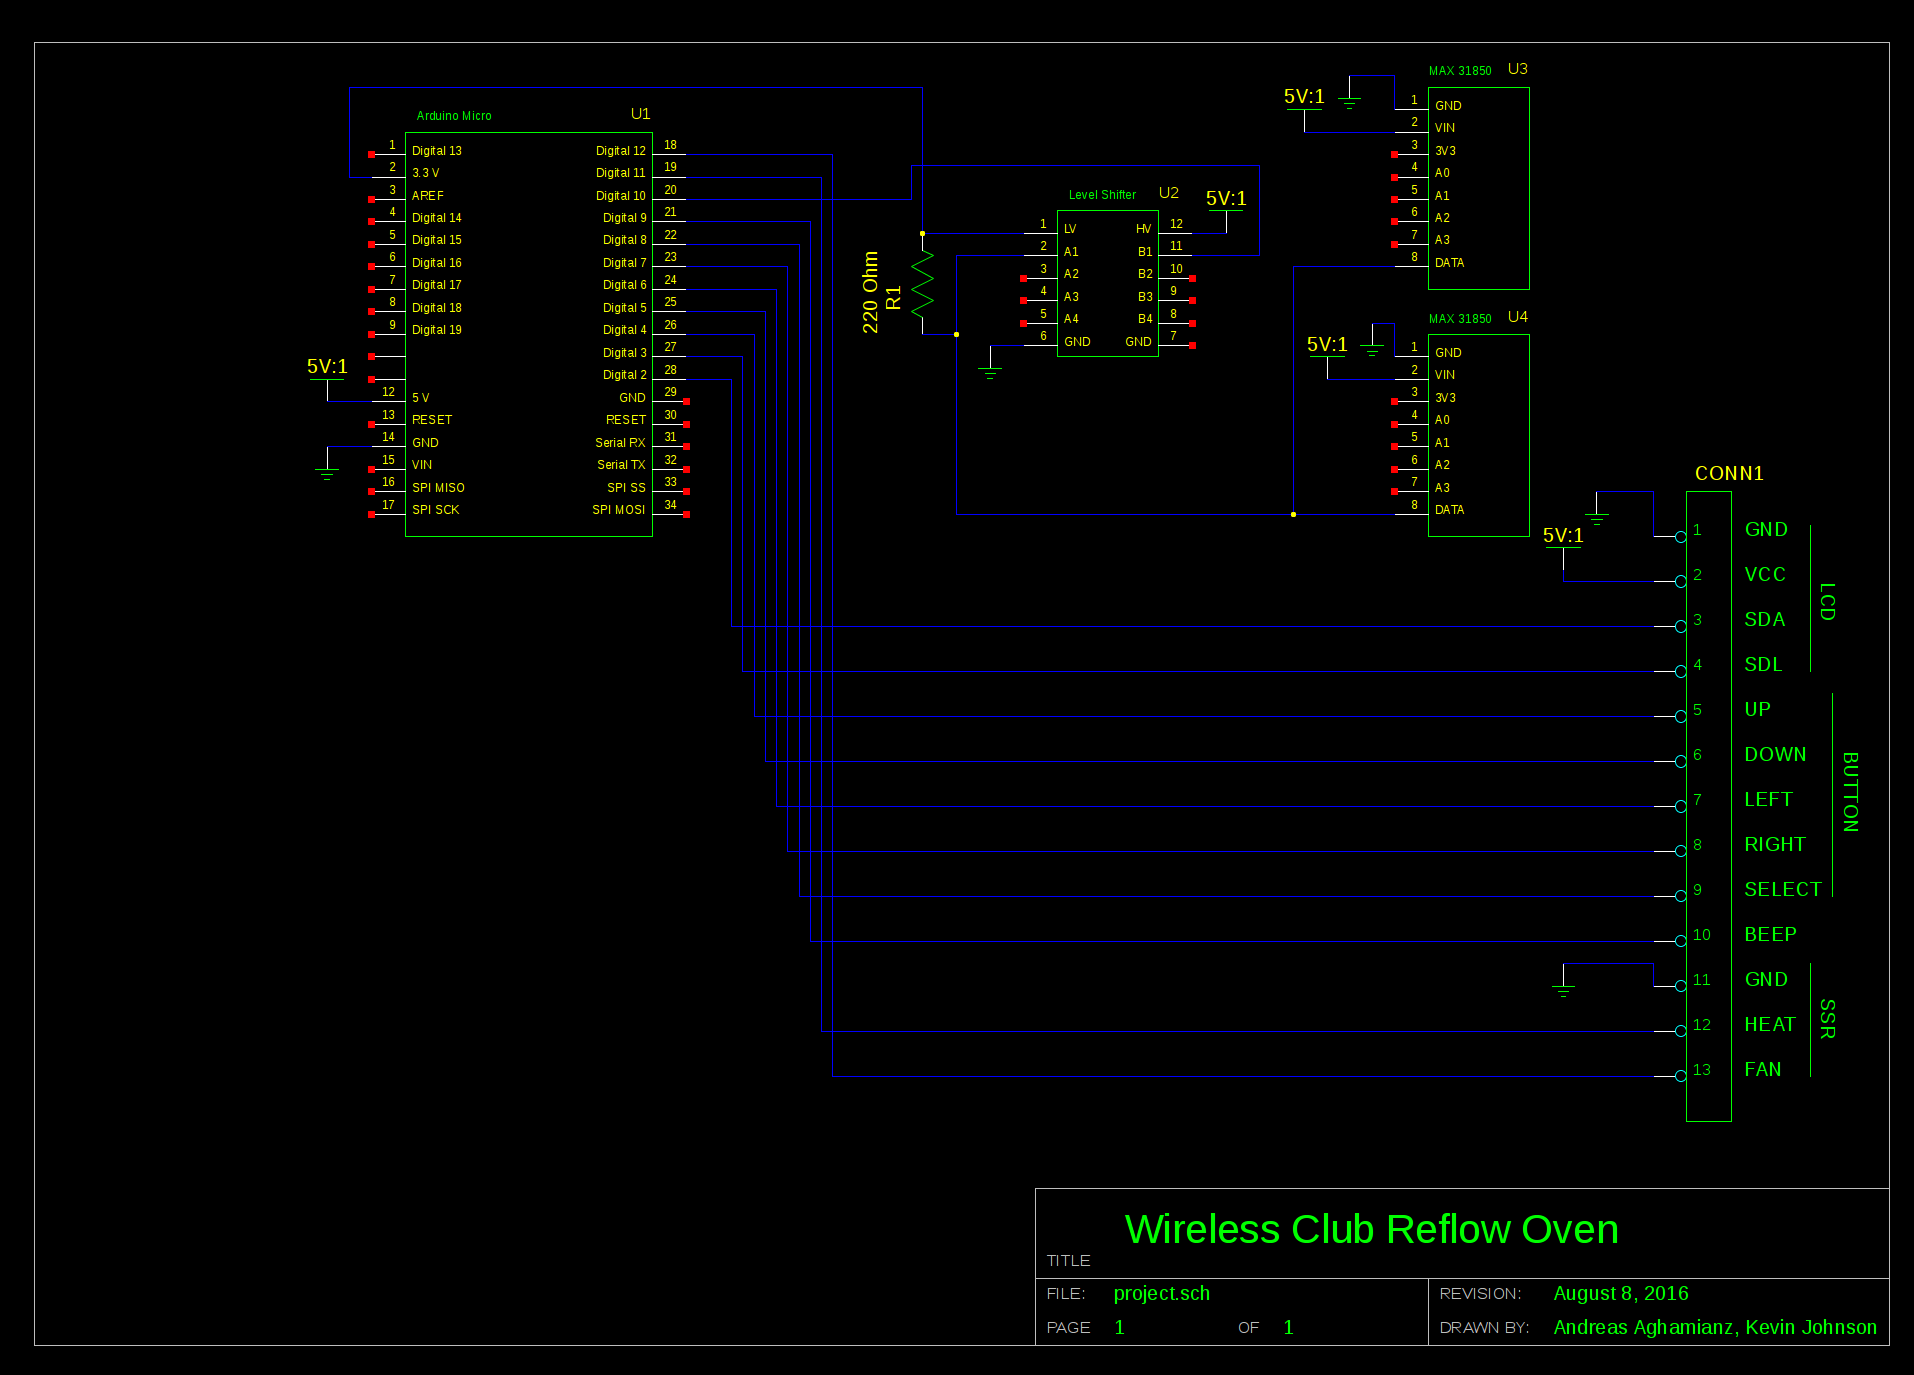 Arduino Micro U1
1 Digital 13 Digital 12 18
2 3.3 V Digital 11 19
3 AREF Digital 10 20
4 Digital 14 Digital 9 21
5 Digital 15 Digital 8 22
6 Digital 16 Digital 7 23
7 Digital 17 Digital 6 24
8 Digital 18 Digital 5 25
9 Digital 19 Digital 4 26
Digital 3 27
Digital 2 28
5V:1
12 5 V GND 29
13 RESET RESET 30
14 GND Serial RX 31
15 VIN Serial TX 32
16 SPI MISO SPI SS 33
17 SPI SCK SPI MOSI 34
220 Ohm
R1
Level Shifter U2
5V:1
1 LV HV 12
2 A1 B1 11
3 A2 B2 10
4 A3 B3 9
5 A4 B4 8
6 GND GND 7
MAX 31850 U3
5V:1
1 GND
2 VIN
3 3V3
4 A0
5 A1
6 A2
7 A3
8 DATA
MAX 31850 U4
5V:1
1 GND
2 VIN
3 3V3
4 A0
5 A1
6 A2
7 A3
8 DATA
CONN1
5V:1
1 GND
2 VCC
3 SDA
4 SDL
LCD
5 UP
6 DOWN
7 LEFT
8 RIGHT
9 SELECT
BUTTON
10 BEEP
11 GND
12 HEAT
13 FAN
SSR
Wireless Club Reflow Oven
TITLE
FILE: project.sch
REVISION: August 8, 2016
PAGE 1 OF 1
DRAWN BY: Andreas Aghamianz, Kevin Johnson